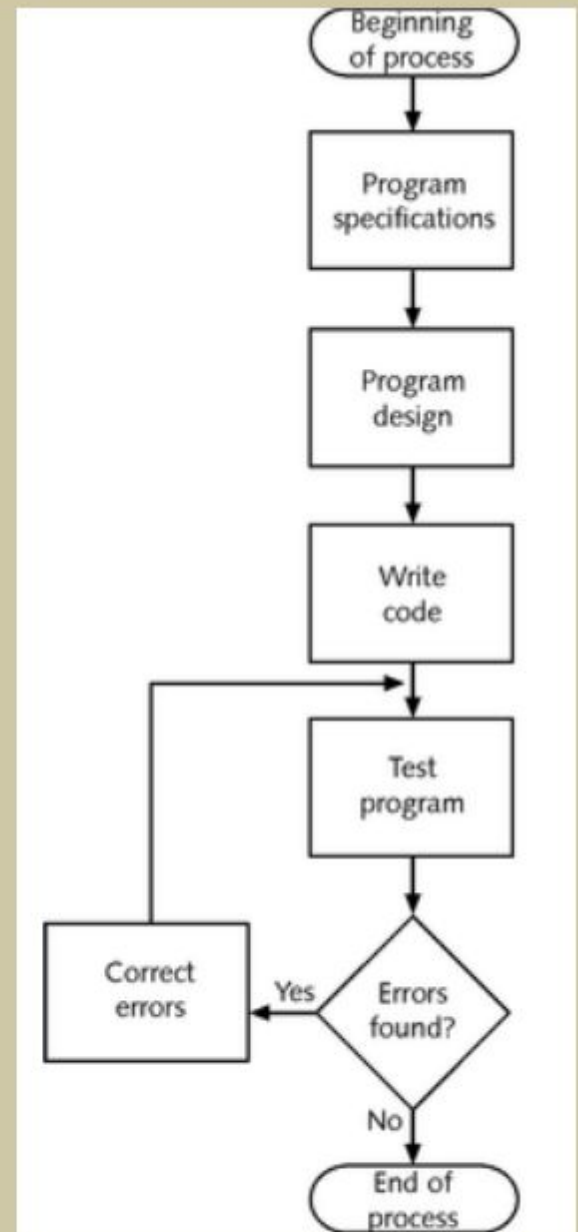 Beginning
of process
Program
specifications
Program
design
Write
code
Test
program
Errors
found?
Yes
Correct
errors
No
End of
process